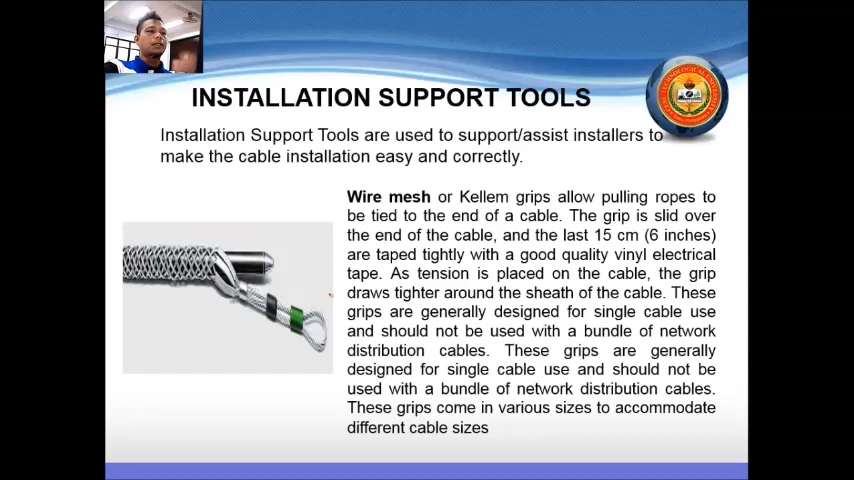 INSTALLATION SUPPORT TOOLS
Installation Support Tools are used to support/assist installers to
make the cable installation easy and correctly.
Wire mesh or Kellem grips allow pulling ropes to
be tied to the end of a cable. The grip is slid over
the end of the cable, and the last 15 cm (6 inches)
are taped tightly with a good quality vinyl electrical
tape. As tension is placed on the cable, the grip
draws tighter around the sheath of the cable. These
grips are generally designed for single cable use
and should not be used with a bundle of network
distribution cables. These grips are generally
designed for single cable use and should not be
used with a bundle of network distribution cables.
These grips come in various sizes to accommodate
different cable sizes